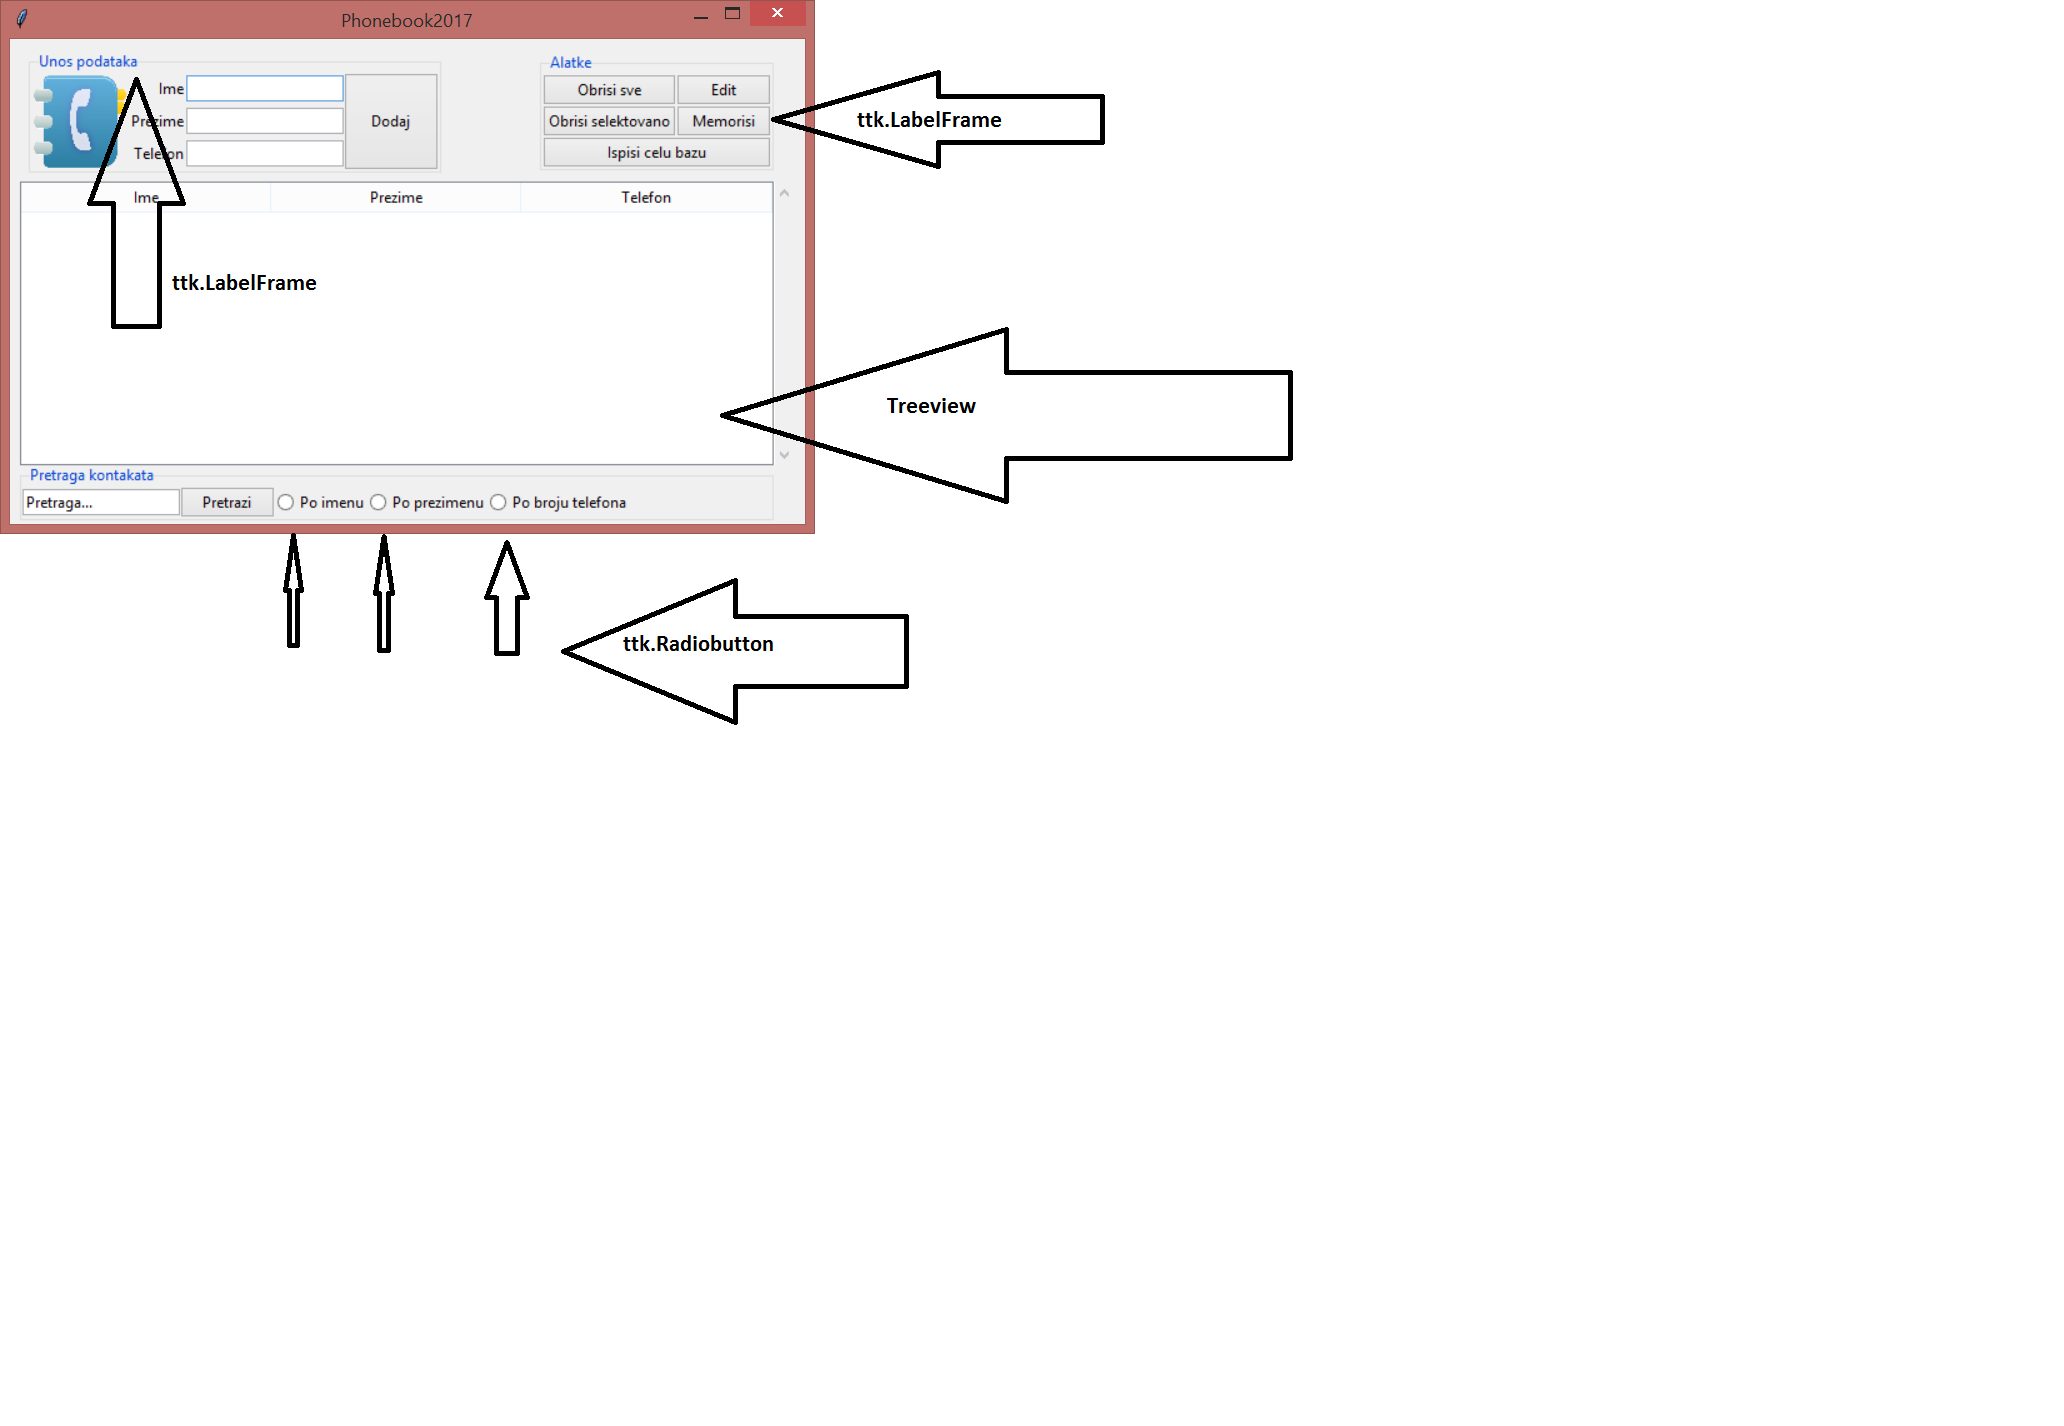 Phonebook2017
Unos podataka
Ime
Prezime
Telefon
Dodaj
Alatke
Obrisi sve
Edit
Obrisi selektovano
Memorisi
Ispisi celu bazu
ttk.LabelFrame
Ime
Prezime
Telefon
ttk.LabelFrame
Treeview
Pretraga kontakata
Pretraga...
Pretrazi
Po imenu
Po prezimenu
Po broju telefona
ttk.Radiobutton